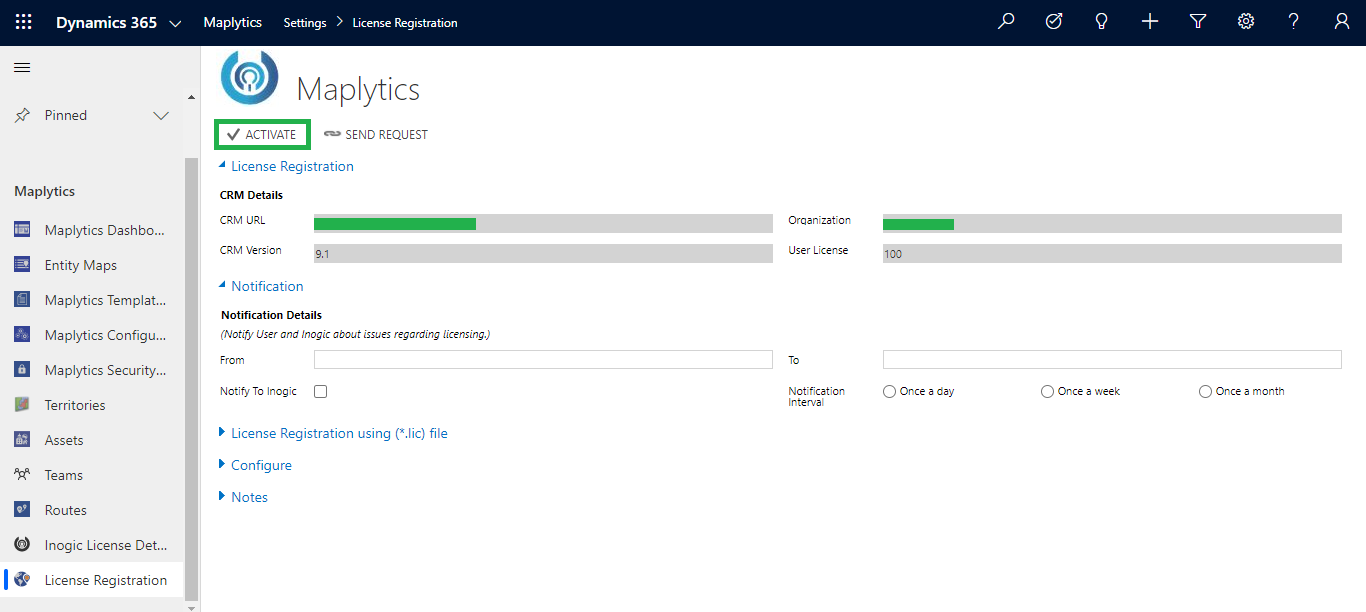 Dynamics 365
Maplytics
Settings > License Registration
Pinned
Maplytics
Maplytics Dashbo...
Entity Maps
Maplytics Templat...
Maplytics Configu...
Maplytics Security...
Territories
Assets
Teams
Routes
Inogic License Det...
License Registration
Maplytics
ACTIVATE
SEND REQUEST
License Registration
CRM Details
CRM URL
Organization
CRM Version
9.1
User License
100
Notification
Notification Details
(Notify User and Inogic about issues regarding licensing.)
From
To
Notify To Inogic
Notification
Interval
Once a day
Once a week
Once a month
License Registration using (*.lic) file
Configure
Notes